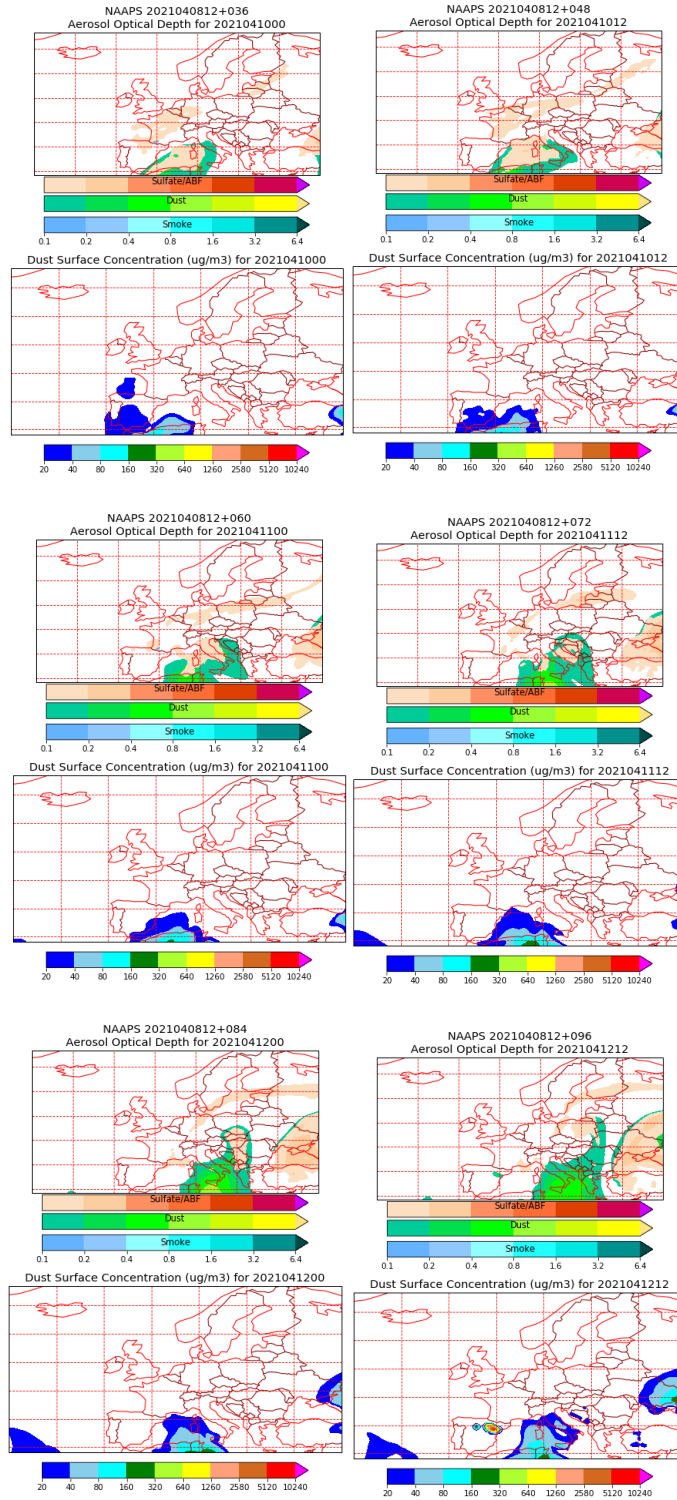 NAAPS 2021040812+036
Aerosol Optical Depth for 2021041000
Sulfate/ABF
Dust
Smoke
0.1 0.2 0.4 0.8 1.6 3.2 6.4
Dust Surface Concentration (ug/m3) for 2021041000
20 40 80 160 320 640 1260 2580 5120 10240
NAAPS 2021040812+048
Aerosol Optical Depth for 2021041012
Sulfate/ABF
Dust
Smoke
0.1 0.2 0.4 0.8 1.6 3.2 6.4
Dust Surface Concentration (ug/m3) for 2021041012
20 40 80 160 320 640 1260 2580 5120 10240
NAAPS 2021040812+060
Aerosol Optical Depth for 2021041100
Sulfate/ABF
Dust
Smoke
0.1 0.2 0.4 0.8 1.6 3.2 6.4
Dust Surface Concentration (ug/m3) for 2021041100
20 40 80 160 320 640 1260 2580 5120 10240
NAAPS 2021040812+072
Aerosol Optical Depth for 2021041112
Sulfate/ABF
Dust
Smoke
0.1 0.2 0.4 0.8 1.6 3.2 6.4
Dust Surface Concentration (ug/m3) for 2021041112
20 40 80 160 320 640 1260 2580 5120 10240
NAAPS 2021040812+084
Aerosol Optical Depth for 2021041200
Sulfate/ABF
Dust
Smoke
0.1 0.2 0.4 0.8 1.6 3.2 6.4
Dust Surface Concentration (ug/m3) for 2021041200
20 40 80 160 320 640 1260 2580 5120 10240
NAAPS 2021040812+096
Aerosol Optical Depth for 2021041212
Sulfate/ABF
Dust
Smoke
0.1 0.2 0.4 0.8 1.6 3.2 6.4
Dust Surface Concentration (ug/m3) for 2021041212
20 40 80 160 320 640 1260 2580 5120 10240